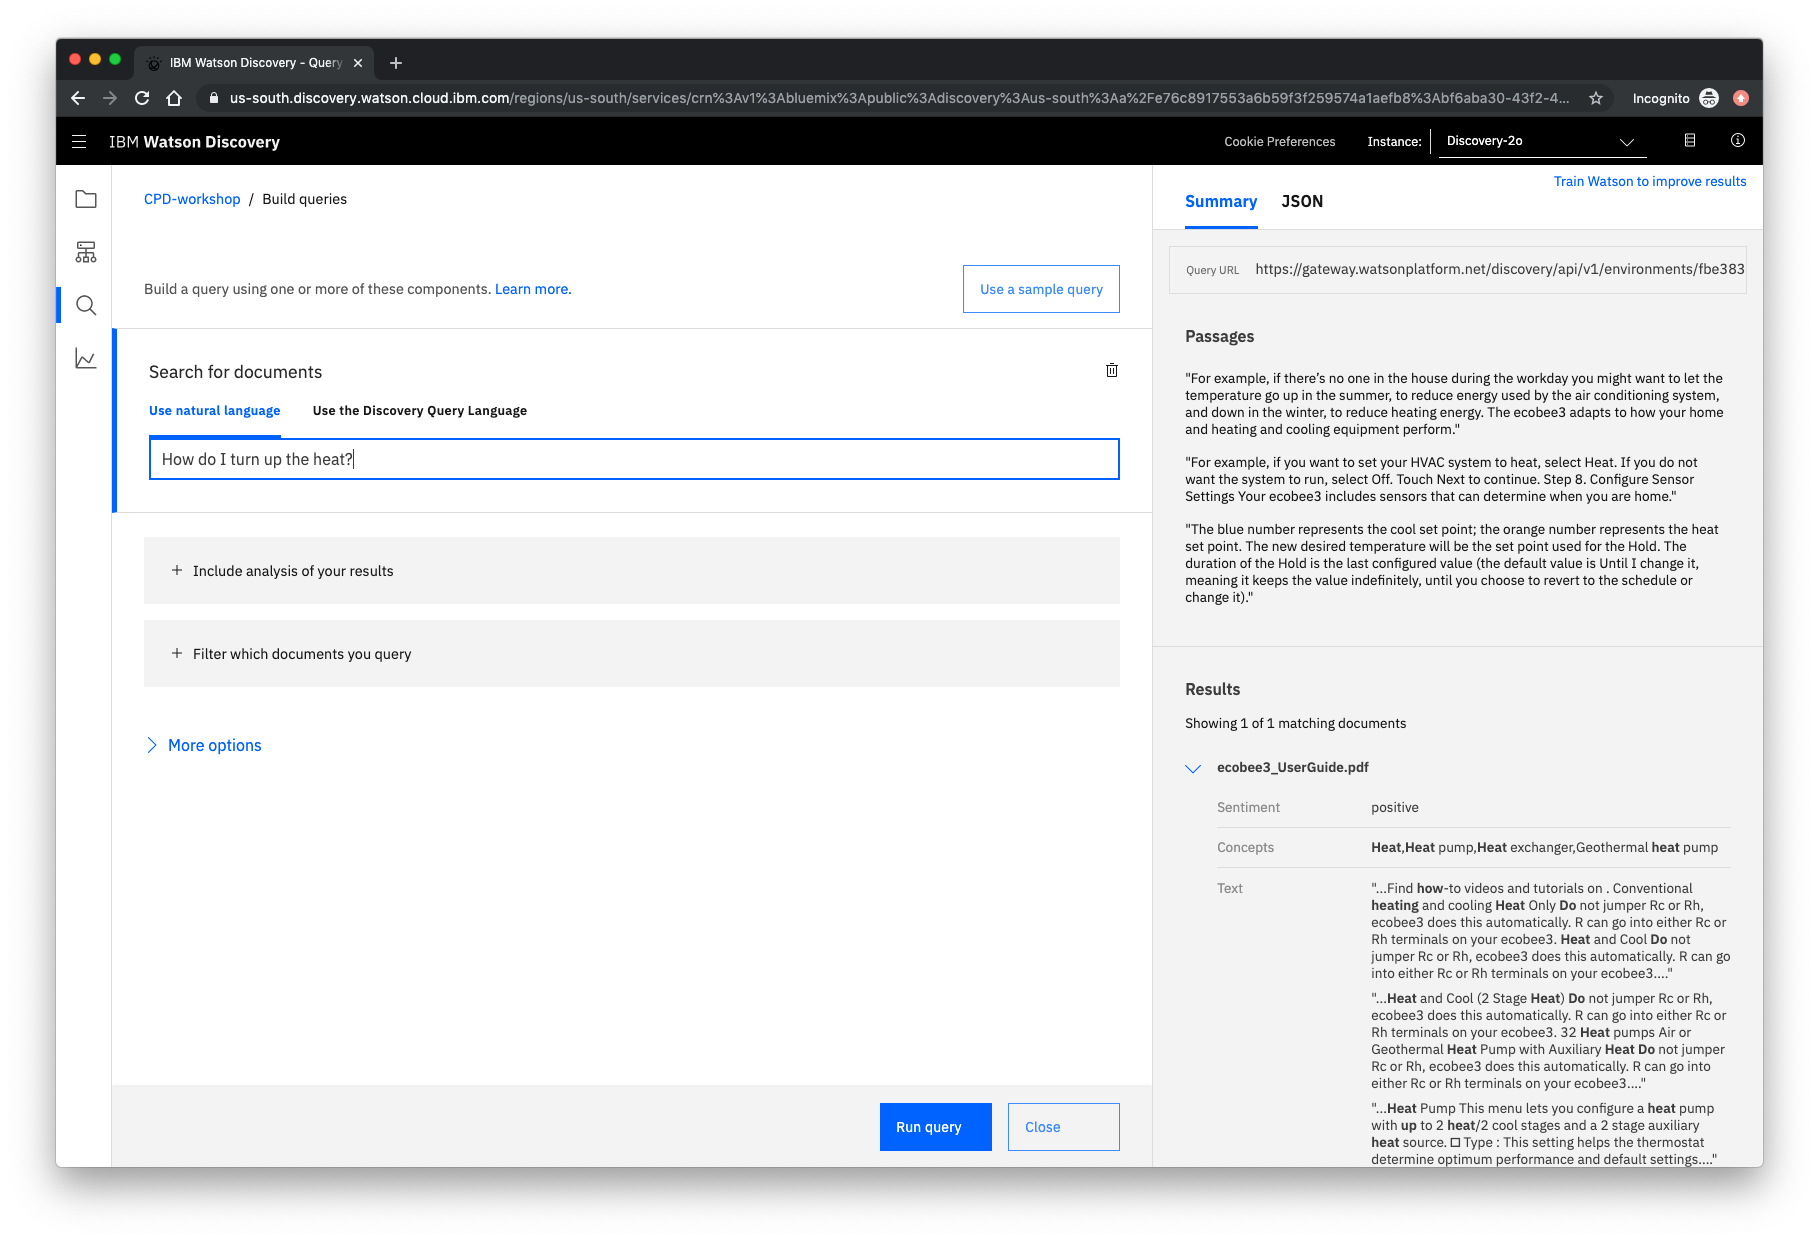 IBM Watson Discovery - Query
us-south.discovery.watson.cloud.ibm.com/regions/us-south/services/crn%3Av1%3Abluemix%3Apublic%3Adiscovery%3Aus-south%3Aa%2Fe76c8917553a6b59f3f259574a1aefb8%3Abf6aba30-43f2-4...
Incognito
IBM Watson Discovery
Cookie Preferences
Instance:
Discovery-2o
CPD-workshop / Build queries
Build a query using one or more of these components. Learn more.
Use a sample query
Search for documents
Use natural language
Use the Discovery Query Language
How do I turn up the heat?
+ Include analysis of your results
+ Filter which documents you query
More options
Run query
Close
Train Watson to improve results
Summary
JSON
Query URL
https://gateway.watsonplatform.net/discovery/api/v1/environments/fbe383
Passages
"For example, if there’s no one in the house during the workday you might want to let the
temperature go up in the summer, to reduce energy used by the air conditioning system,
and down in the winter, to reduce heating energy. The ecobee3 adapts to how your home
and heating and cooling equipment perform."
"For example, if you want to set your HVAC system to heat, select Heat. If you do not
want the system to run, select Off. Touch Next to continue. Step 8. Configure Sensor
Settings Your ecobee3 includes sensors that can determine when you are home."
"The blue number represents the cool set point; the orange number represents the heat
set point. The new desired temperature will be the set point used for the Hold. The
duration of the Hold is the last configured value (the default value is Until I change it,
meaning it keeps the value indefinitely, until you choose to revert to the schedule or
change it)."
Results
Showing 1 of 1 matching documents
ecobee3_UserGuide.pdf
Sentiment
positive
Concepts
Heat,Heat pump,Heat exchanger,Geothermal heat pump
Text
"...Find how-to videos and tutorials on . Conventional
heating and cooling Heat Only Do not jumper Rc or Rh,
ecobee3 does this automatically. R can go into either Rc or
Rh terminals on your ecobee3. Heat and Cool Do not
jumper Rc or Rh, ecobee3 does this automatically. R can go
into either Rc or Rh terminals on your ecobee3...."
"...Heat and Cool (2 Stage Heat) Do not jumper Rc or Rh,
ecobee3 does this automatically. R can go into either Rc or
Rh terminals on your ecobee3. 32 Heat pumps Air or
Geothermal Heat Pump with Auxiliary Heat Do not jumper
Rc or Rh, ecobee3 does this automatically. R can go into
either Rc or Rh terminals on your ecobee3...."
"...Heat Pump This menu lets you configure a heat pump
with up to 2 heat/2 cool stages and a 2 stage auxiliary
heat source. ☐ Type : This setting helps the thermostat
determine optimum performance and default settings...."